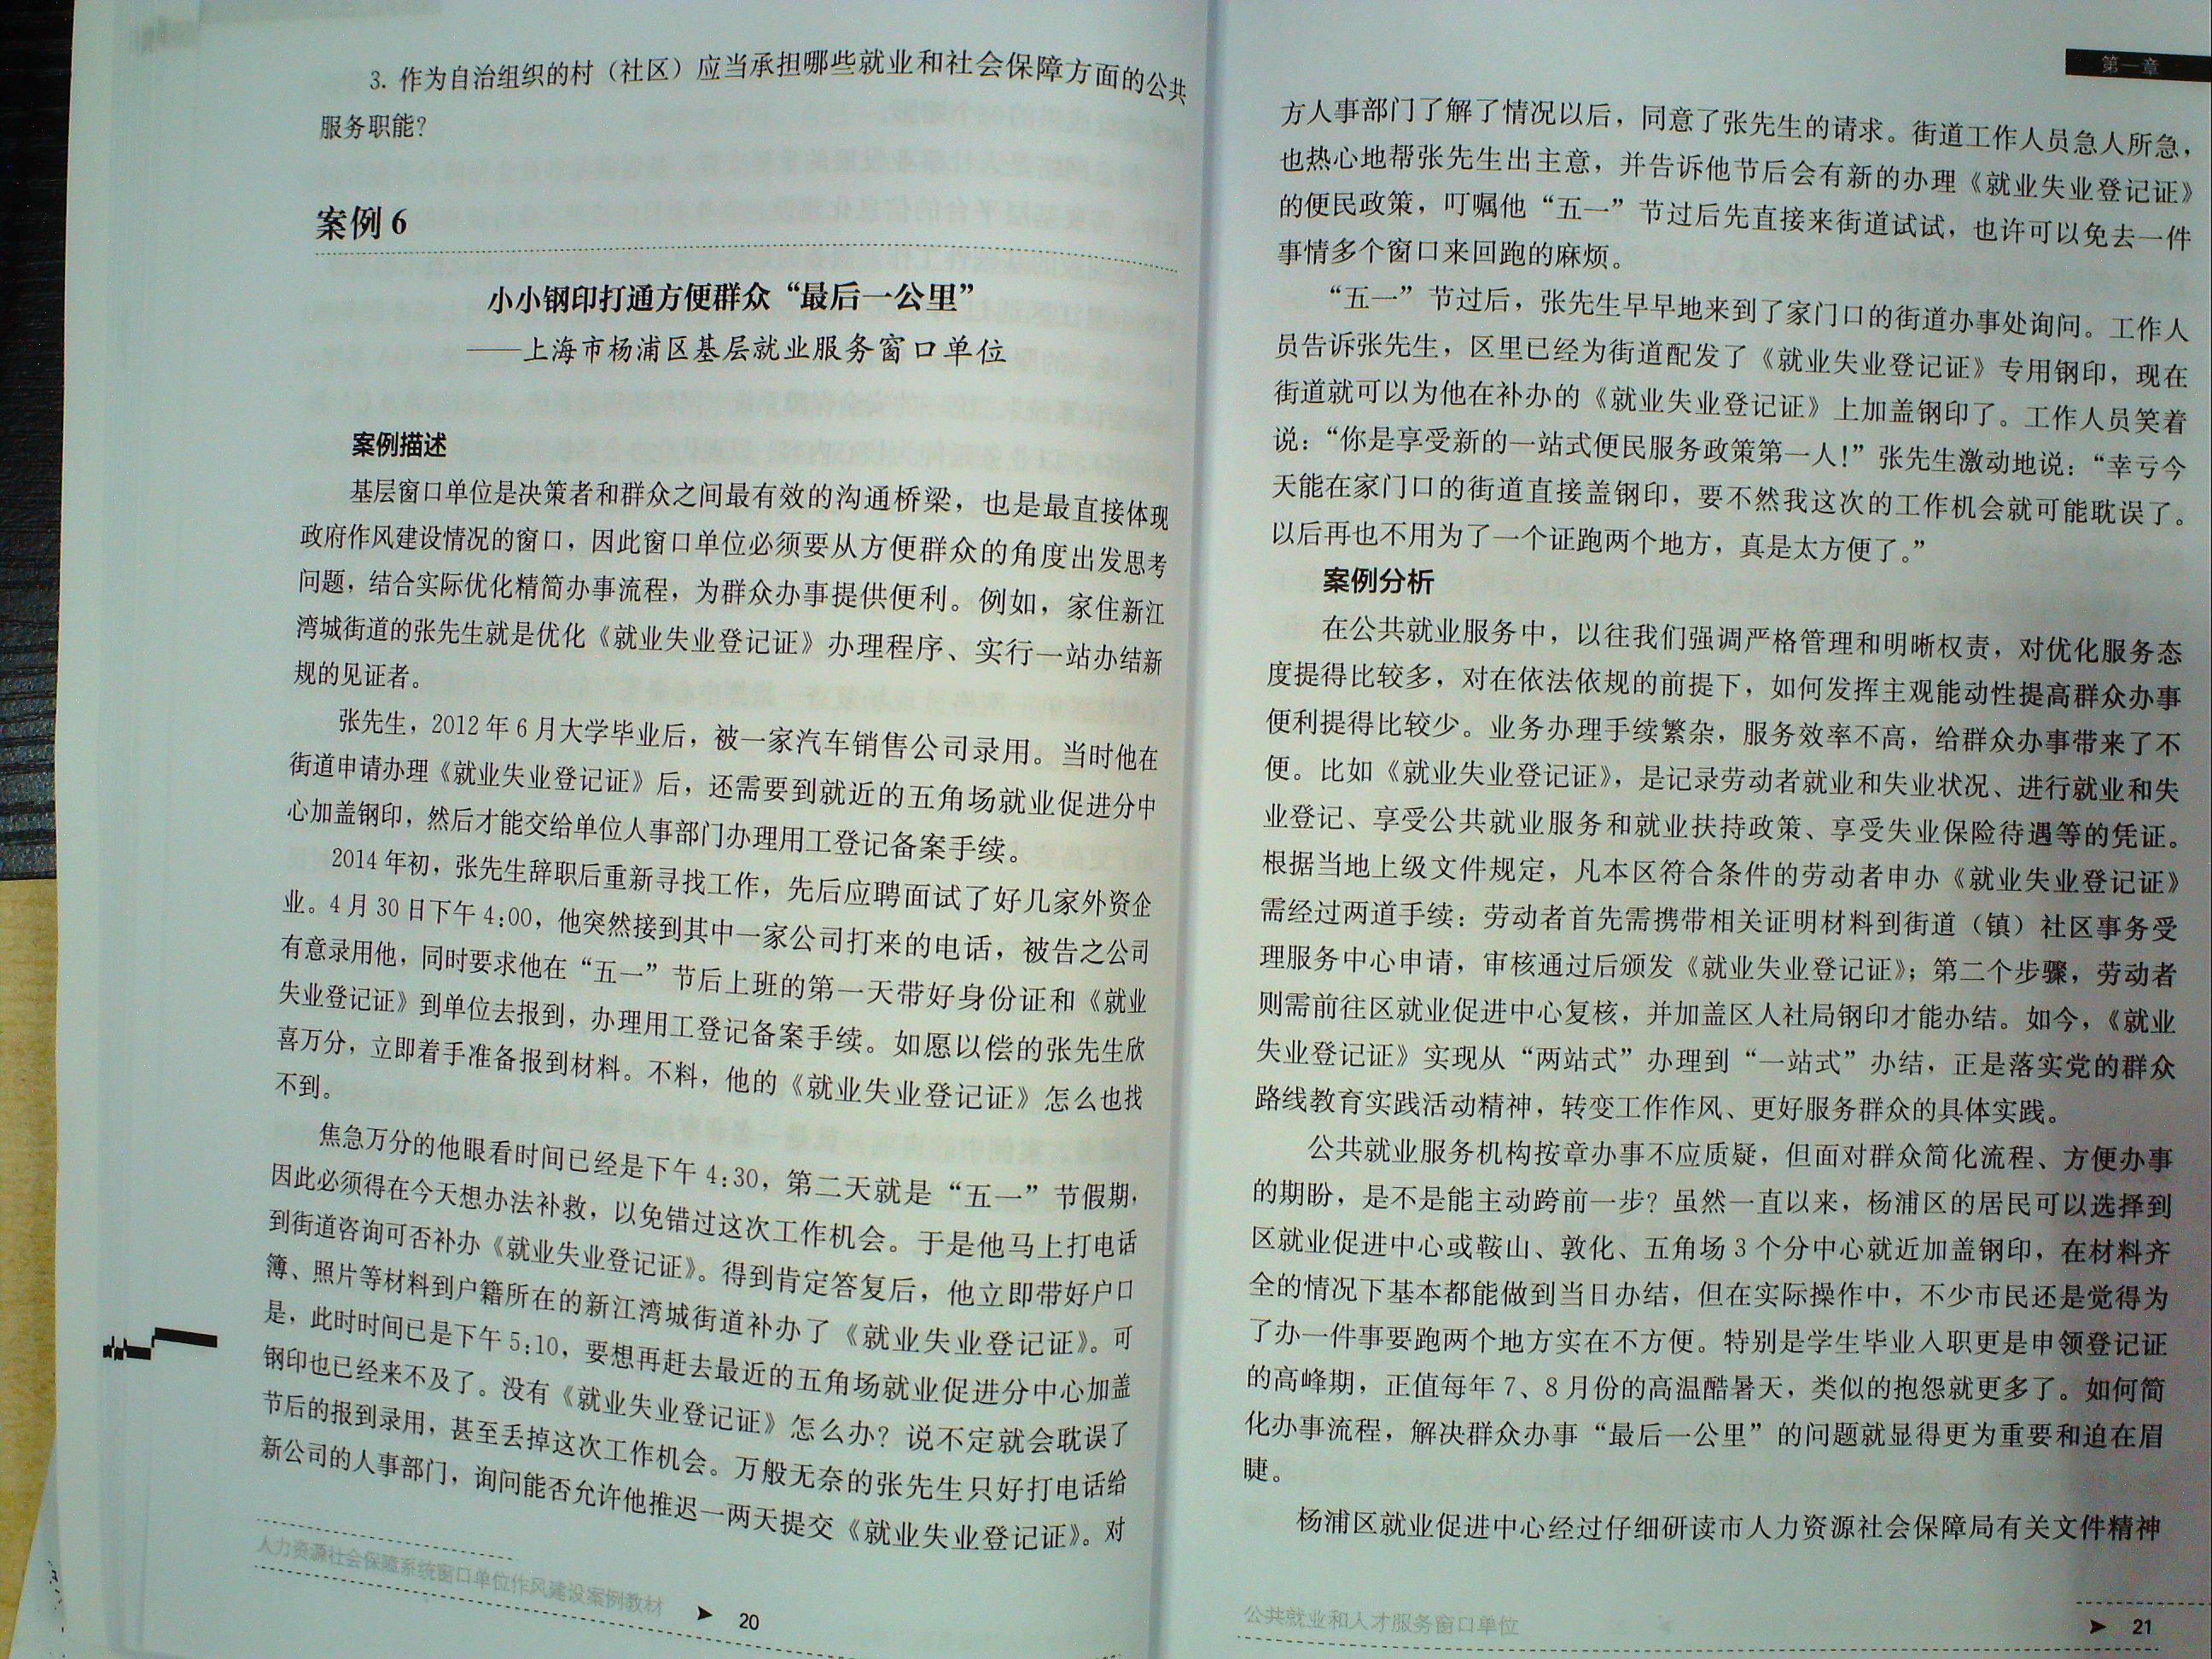 3. 作为自治组织的村（社区）应当承担哪些就业和社会保障方面的公共
服务职能？
案例 6
小小钢印打通方便群众“最后一公里”
——上海市杨浦区基层就业服务窗口单位
案例描述
基层窗口单位是决策者和群众之间最有效的沟通桥梁，也是最直接体现
政府作风建设情况的窗口，因此窗口单位必须要从方便群众的角度出发思考
问题，结合实际优化精简办事流程，为群众办事提供便利。例如，家住新江
湾城街道的张先生就是优化《就业失业登记证》办理程序、实行一站办结新
规的见证者。
张先生，2012 年 6 月大学毕业后，被一家汽车销售公司录用。当时他在
街道申请办理《就业失业登记证》后，还需要到就近的五角场就业促进分中
心加盖钢印，然后才能交给单位人事部门办理用工登记备案手续。
2014 年初，张先生辞职后重新寻找工作，先后应聘面试了好几家外资企
业。4 月 30 日下午 4:00，他突然接到其中一家公司打来的电话，被告之公司
有意录用他，同时要求他在“五一”节后上班的第一天带好身份证和《就业
失业登记证》到单位去报到，办理用工登记备案手续。如愿以偿的张先生欣
喜万分，立即着手准备报到材料。不料，他的《就业失业登记证》怎么也找
不到。
焦急万分的他眼看时间已经是下午 4:30，第二天就是“五一”节假期，
因此必须得在今天想办法补救，以免错过这次工作机会。于是他马上打电话
到街道咨询可否补办《就业失业登记证》。得到肯定答复后，他立即带好户口
簿、照片等材料到户籍所在的新江湾城街道补办了《就业失业登记证》。可
是，此时时间已是下午 5:10，要想再赶去最近的五角场就业促进分中心加盖
钢印也已经来不及了。没有《就业失业登记证》怎么办？说不定就会耽误了
节后的报到录用，甚至丢掉这次工作机会。万般无奈的张先生只好打电话给
新公司的人事部门，询问能否允许他推迟一两天提交《就业失业登记证》。对
人力资源社会保障系统窗口单位作风建设案例教材
20
第一章
方人事部门了解了情况以后，同意了张先生的请求。街道工作人员急人所急，
也热心地帮张先生出主意，并告诉他节后会有新的办理《就业失业登记证》
的便民政策，叮嘱他“五一”节过后先直接来街道试试，也许可以免去一件
事情多个窗口来回跑的麻烦。
“五一”节过后，张先生早早地来到了家门口的街道办事处询问。工作人
员告诉张先生，区里已经为街道配发了《就业失业登记证》专用钢印，现在
街道就可以为他在补办的《就业失业登记证》上加盖钢印了。工作人员笑着
说：“你是享受新的一站式便民服务政策第一人！”张先生激动地说：“幸亏今
天能在家门口的街道直接盖钢印，要不然我这次的工作机会就可能耽误了。
以后再也不用为了一个证跑两个地方，真是太方便了。”
案例分析
在公共就业服务中，以往我们强调严格管理和明晰权责，对优化服务态
度提得比较多，对在依法依规的前提下，如何发挥主观能动性提高群众办事
便利提得比较少。业务办理手续繁杂，服务效率不高，给群众办事带来了不
便。比如《就业失业登记证》，是记录劳动者就业和失业状况、进行就业和失
业登记、享受公共就业服务和就业扶持政策、享受失业保险待遇等的凭证。
根据当地上级文件规定，凡本区符合条件的劳动者申办《就业失业登记证》
需经过两道手续：劳动者首先需携带相关证明材料到街道（镇）社区事务受
理服务中心申请，审核通过后颁发《就业失业登记证》；第二个步骤，劳动者
则需前往区就业促进中心复核，并加盖区人社局钢印才能办结。如今，《就业
失业登记证》实现从“两站式”办理到“一站式”办结，正是落实党的群众
路线教育实践活动精神，转变工作作风、更好服务群众的具体实践。
公共就业服务机构按章办事不应质疑，但面对群众简化流程、方便办事
的期盼，是不是能主动跨前一步？虽然一直以来，杨浦区的居民可以选择到
区就业促进中心或鞍山、敦化、五角场 3 个分中心就近加盖钢印，在材料齐
全的情况下基本都能做到当日办结，但在实际操作中，不少市民还是觉得为
了办一件事要跑两个地方实在不方便。特别是学生毕业入职更是申领登记证
的高峰期，正值每年 7、8 月份的高温酷暑天，类似的抱怨就更多了。如何简
化办事流程，解决群众办事“最后一公里”的问题就显得更为重要和迫在眉
睫。
杨浦区就业促进中心经过仔细研读市人力资源社会保障局有关文件精神
公共就业和人才服务窗口单位
21